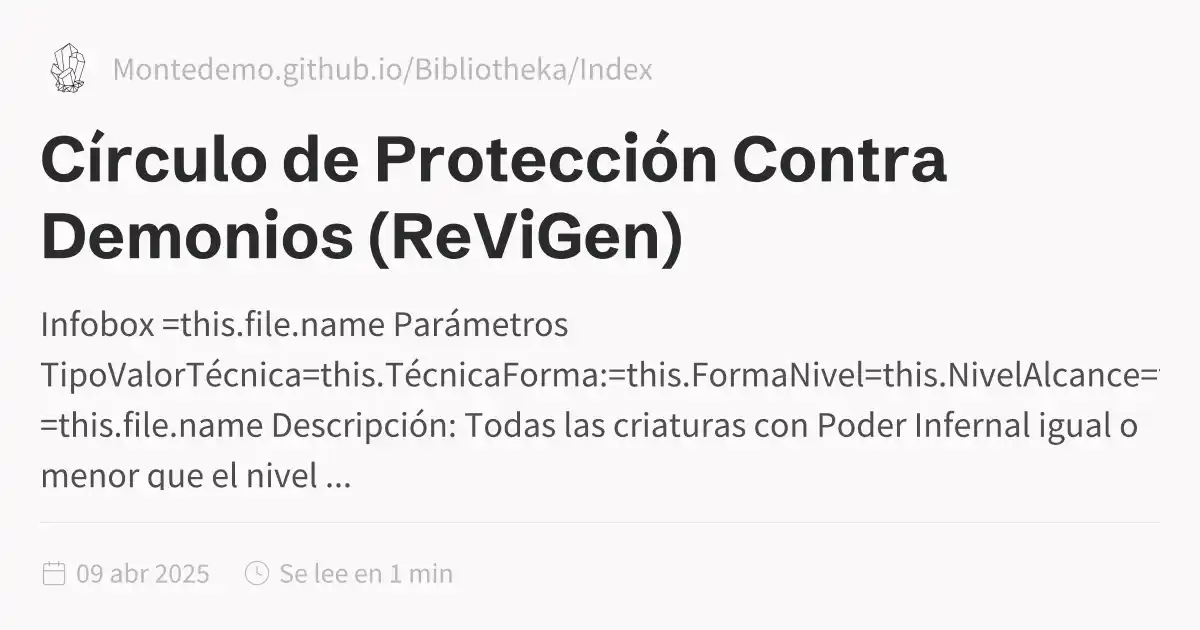 Montedemo.github.io/Bibliotheka/Index
Círculo de Protección Contra
Demonios (ReViGen)
Infobox =this.file.name Parámetros
TipoValorTécnica=this.TécnicaForma:=this.FormaNivel=this.NivelAlcance=
=this.file.name Descripción: Todas las criaturas con Poder Infernal igual o
menor que el nivel ...
09 abr 2025
Se lee en 1 min